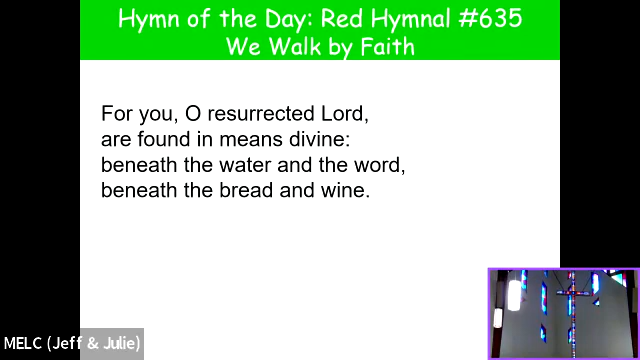 Hymn of the Day: Red Hymnal #635
We Walk by Faith
For you, O resurrected Lord,
are found in means divine:
beneath the water and the word,
beneath the bread and wine.
MELC (Jeff & Julie)